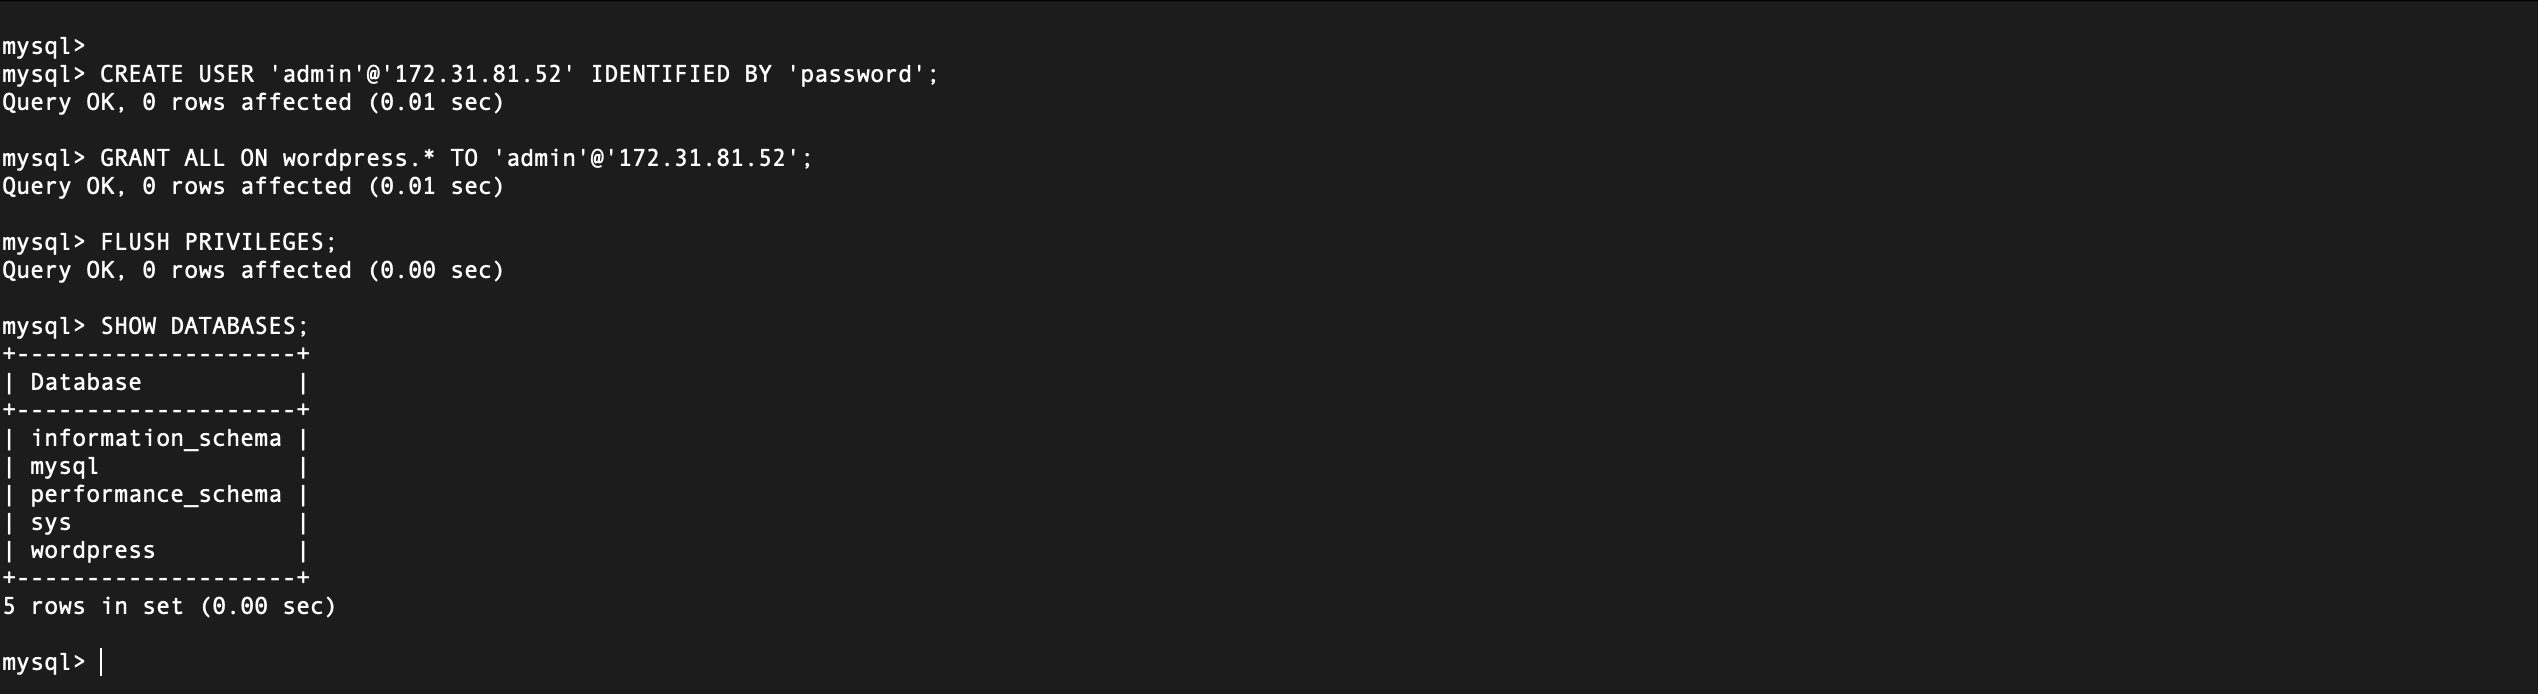 mysql>
mysql> CREATE USER 'admin'@'172.31.81.52' IDENTIFIED BY 'password';
Query OK, 0 rows affected (0.01 sec)
mysql> GRANT ALL ON wordpress.* TO 'admin'@'172.31.81.52';
Query OK, 0 rows affected (0.01 sec)
mysql> FLUSH PRIVILEGES;
Query OK, 0 rows affected (0.00 sec)
mysql> SHOW DATABASES;
+--------------------+
| Database           |
+--------------------+
| information_schema |
| mysql              |
| performance_schema |
| sys                |
| wordpress          |
+--------------------+
5 rows in set (0.00 sec)
mysql>